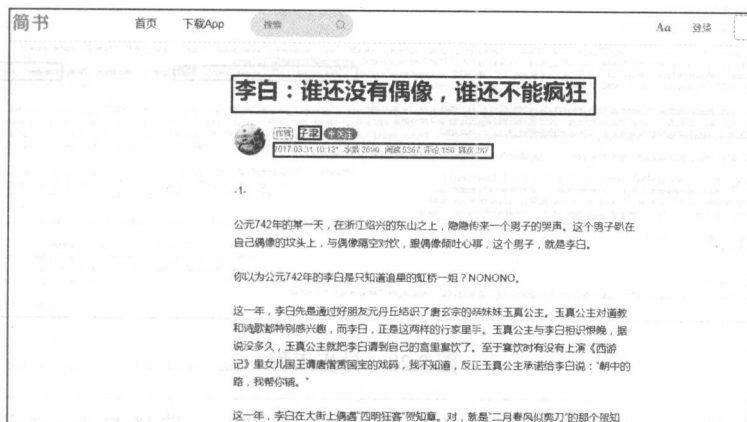 简书 首页 下载App 搜索 Aa 登录
李白：谁还没有偶像，谁还不能疯狂
作者 子聿 +关注
2017.03.31 10:12* 字数 2690 阅读 5367 评论 150 喜欢 287
-1-
公元742年的某一天，在浙江绍兴的东山之上，隐隐传来一个男子的哭声。这个男子趴在
自己偶像的坟头上，与偶像隔空对饮，跟偶像倾吐心事，这个男子，就是李白。
你以为公元742年的李白是只知道追星的虹桥一姐？NONONO。
这一年，李白先是通过好朋友元丹丘结识了唐玄宗的亲妹妹玉真公主。玉真公主对道教
和诗歌都特别感兴趣，而李白，正是这两样的行家里手。玉真公主与李白相识恨晚，据
说没多久，玉真公主就把李白请到自己的宫里宴饮了。至于宴饮时有没有上演《西游
记》里女儿国王请唐僧赏国宝的戏码，我不知道，反正玉真公主承诺给李白说："朝中的
路，我帮你铺。"
这一年，李白在大街上偶遇"四明狂客"贺知章。对，就是"二月春风似剪刀"的那个贺知